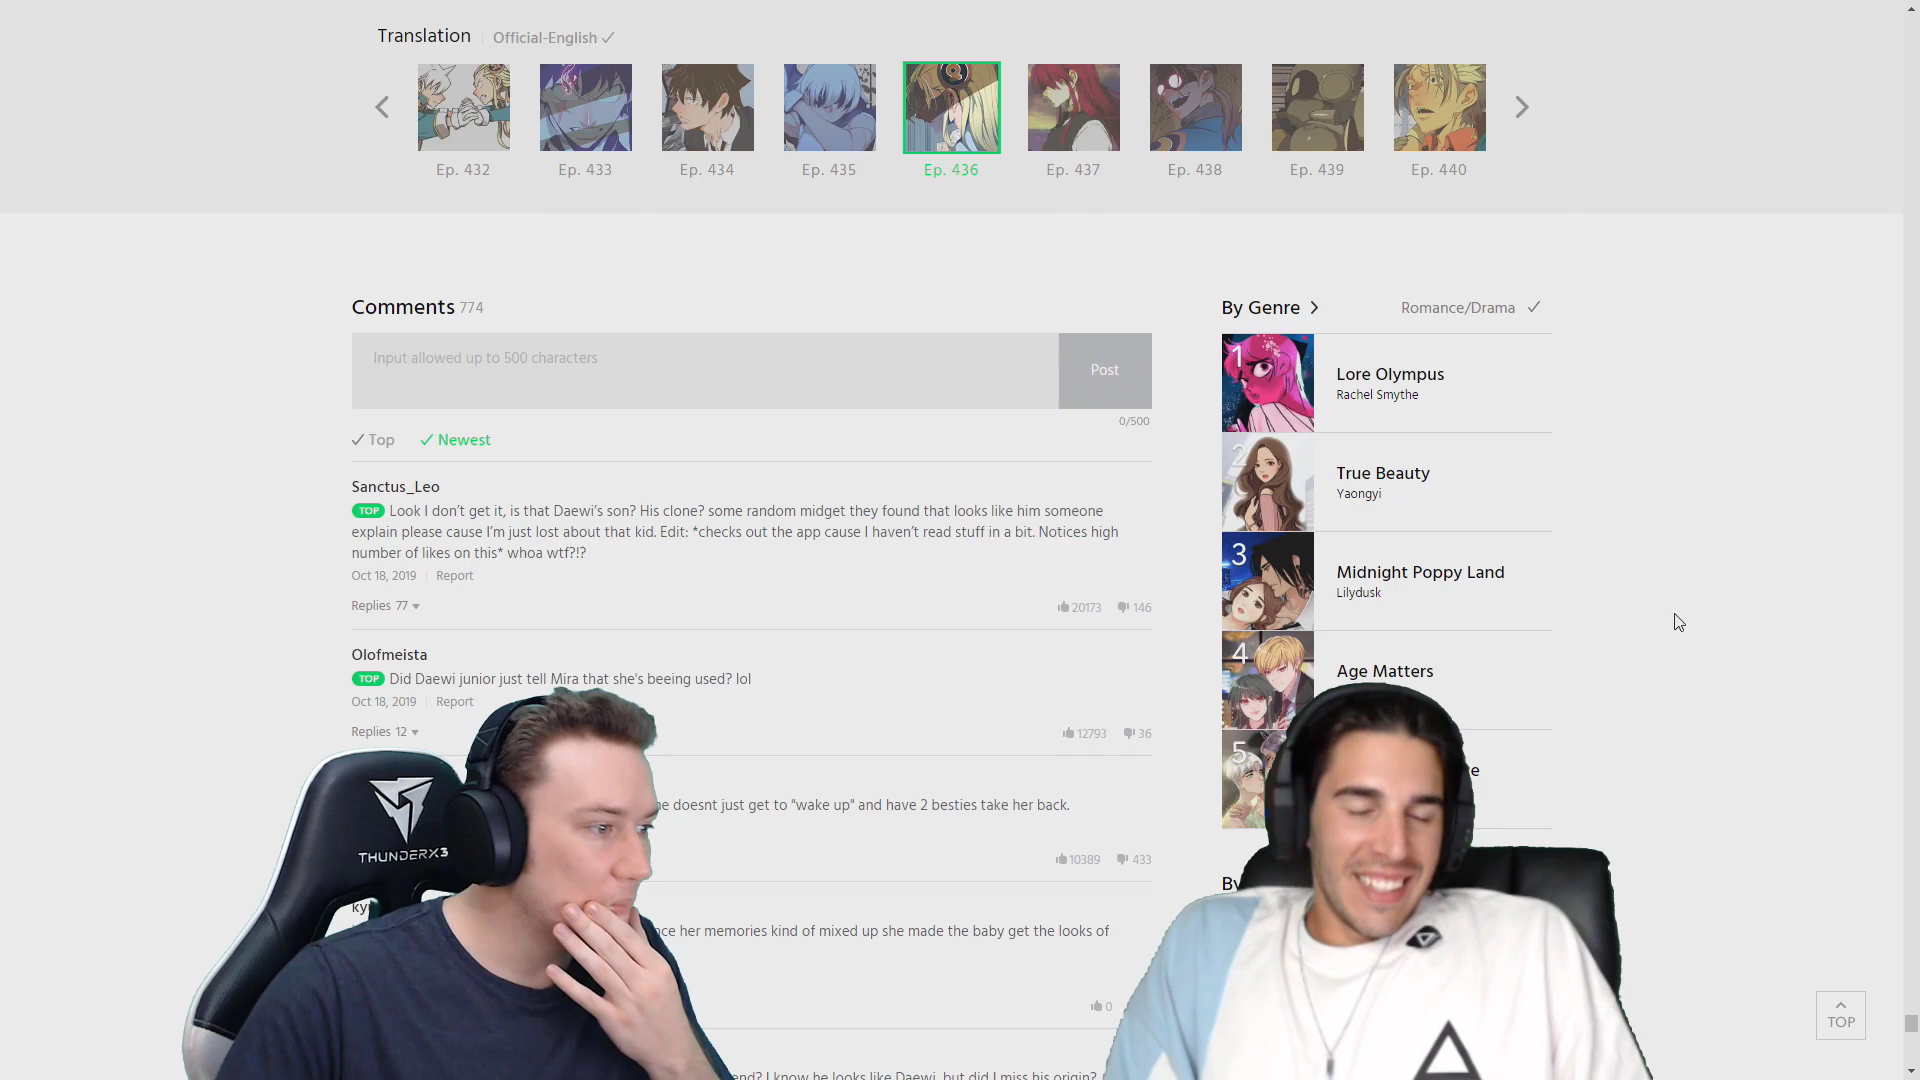 Translation Official-English
Ep. 432 Ep. 433 Ep. 434 Ep. 435 Ep. 436 Ep. 437 Ep. 438 Ep. 439 Ep. 440
Comments 774
Input allowed up to 500 characters
Post
0/500
Top Newest
Sanctus_Leo
TOP Look I don’t get it, is that Daewi’s son? His clone? some random midget they found that looks like him someone
explain please cause I’m just lost about that kid. Edit: *checks out the app cause I haven’t read stuff in a bit. Notices high
number of likes on this* whoa wtf?!?
Oct 18, 2019 Report
Replies 77 20173 146
Olofmeista
TOP Did Daewi junior just tell Mira that she's beeing used? lol
Oct 18, 2019 Report
Replies 12 12793 36
doesnt just get to "wake up" and have 2 besties take her back.
10389 433
her memories kind of mixed up she made the baby get the looks of
0
I know he looks like Daewi, but did I miss his origin?
By Genre Romance/Drama
1 Lore Olympus
Rachel Smythe
2 True Beauty
Yaongyi
3 Midnight Poppy Land
Lilydusk
4 Age Matters
5
By
THUNDERX3
TOP